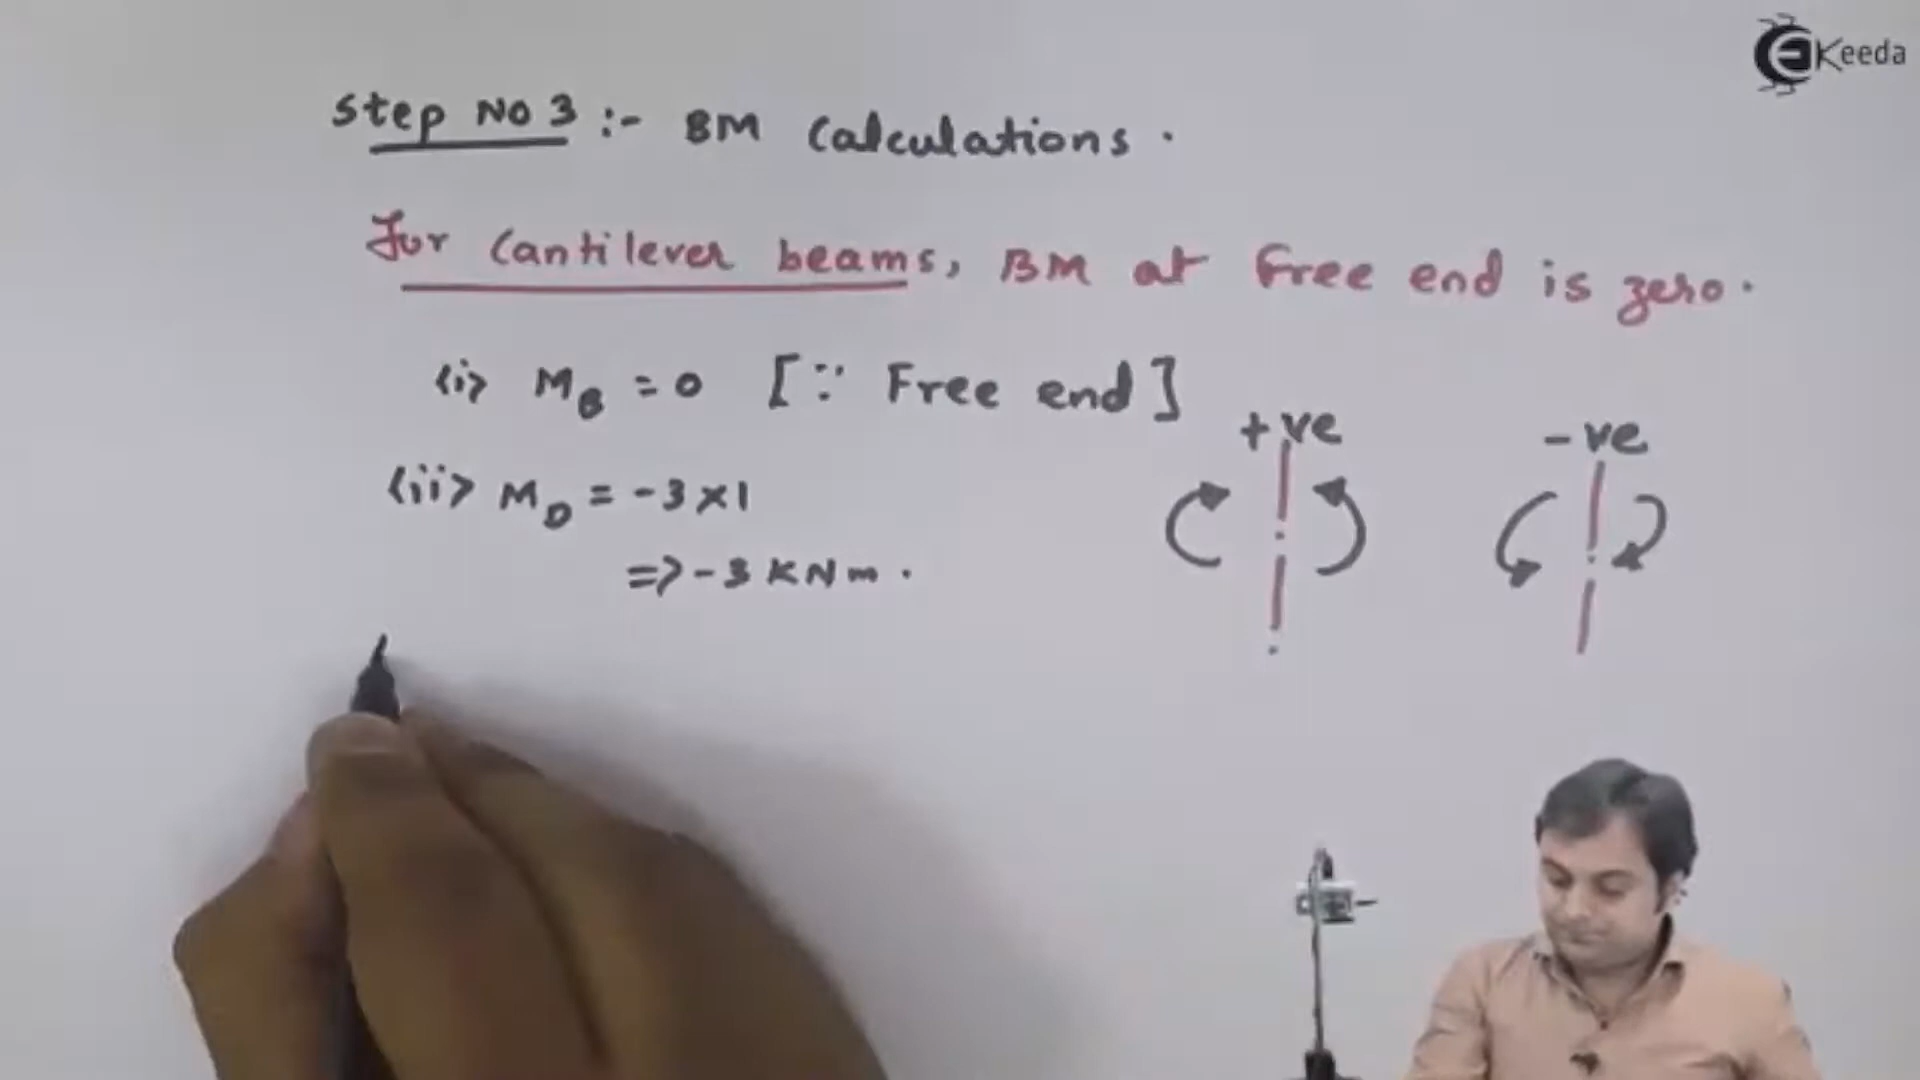 eKeeda
Step No 3 :- BM Calculations.
For Cantilever beams, BM at free end is zero.
<i> MB = 0 [∵ Free end]
+ve -ve
<ii> MD = -3×1
=> -3 KNm.